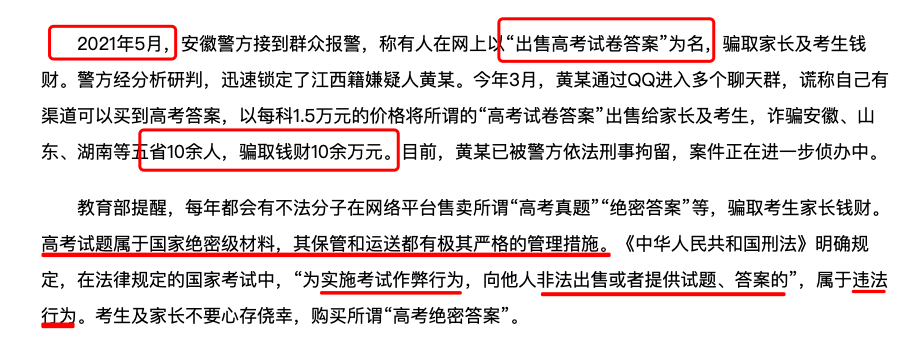 2021年5月，安徽警方接到群众报警，称有人在网上以“出售高考试卷答案”为名，骗取家长及考生钱
财。警方经分析研判，迅速锁定了江西籍嫌疑人黄某。今年3月，黄某通过QQ进入多个聊天群，谎称自己有
渠道可以买到高考答案，以每科1.5万元的价格将所谓的“高考试卷答案”出售给家长及考生，诈骗安徽、山
东、湖南等五省10余人，骗取钱财10余万元。目前，黄某已被警方依法刑事拘留，案件正在进一步侦办中。
教育部提醒，每年都会有不法分子在网络平台售卖所谓“高考真题”“绝密答案”等，骗取考生家长钱财。
高考试题属于国家绝密级材料，其保管和运送都有极其严格的管理措施。《中华人民共和国刑法》明确规
定，在法律规定的国家考试中，“为实施考试作弊行为，向他人非法出售或者提供试题、答案的”，属于违法
行为。考生及家长不要心存侥幸，购买所谓“高考绝密答案”。